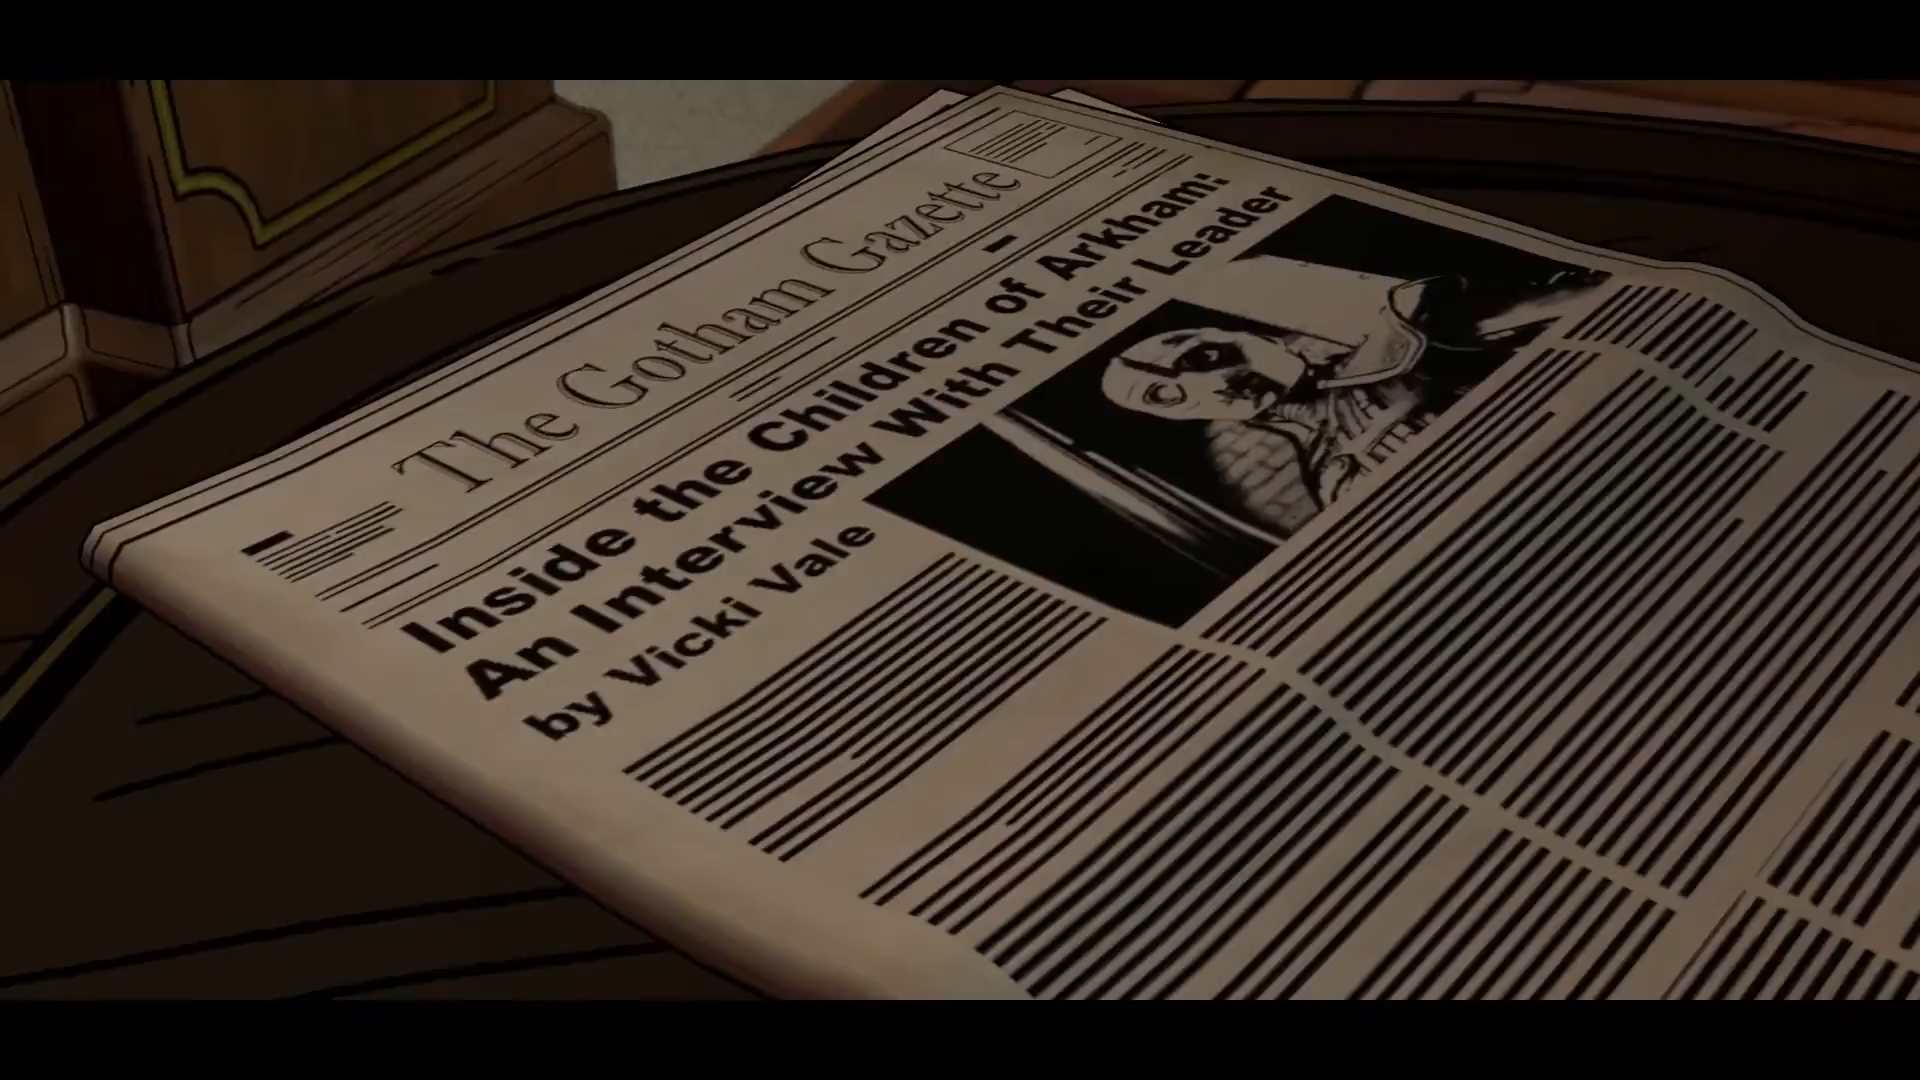 The Gotham Gazette
Inside the Children of Arkham:
An Interview With Their Leader
by Vicki Vale